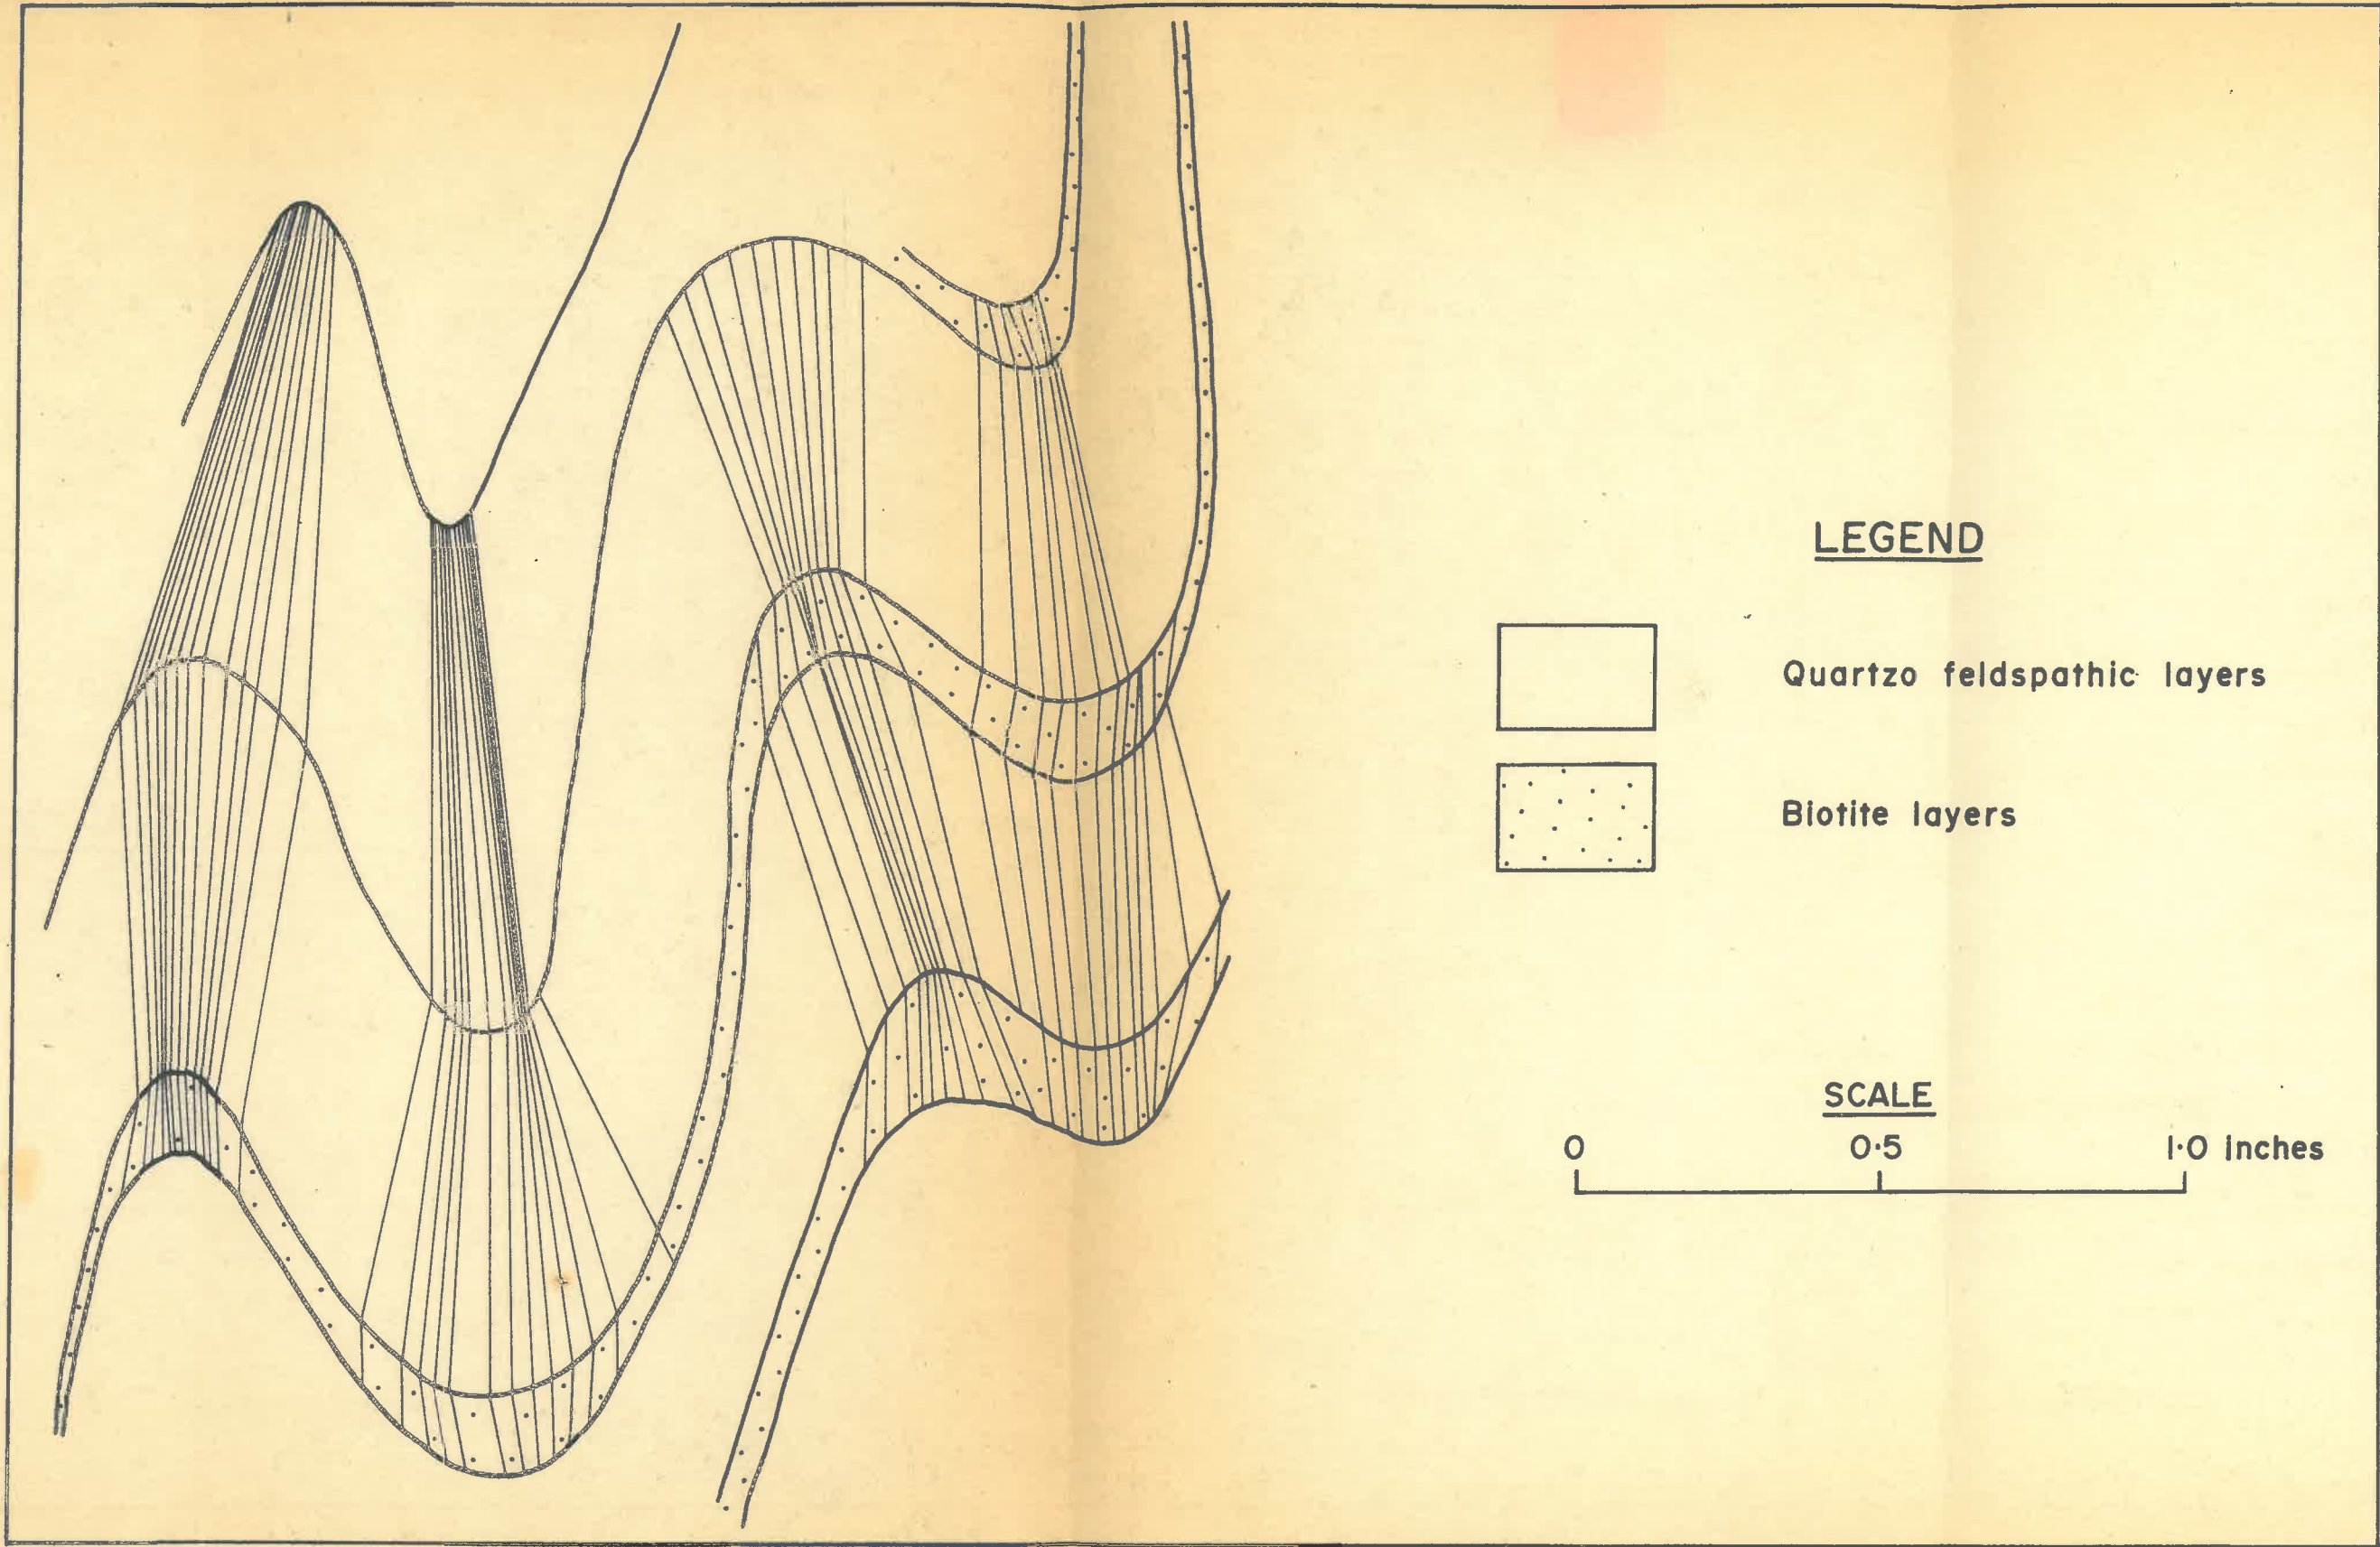 LEGEND
Quartzo feldspathic layers
Biotite layers
SCALE
0 0·5 1·0 Inches